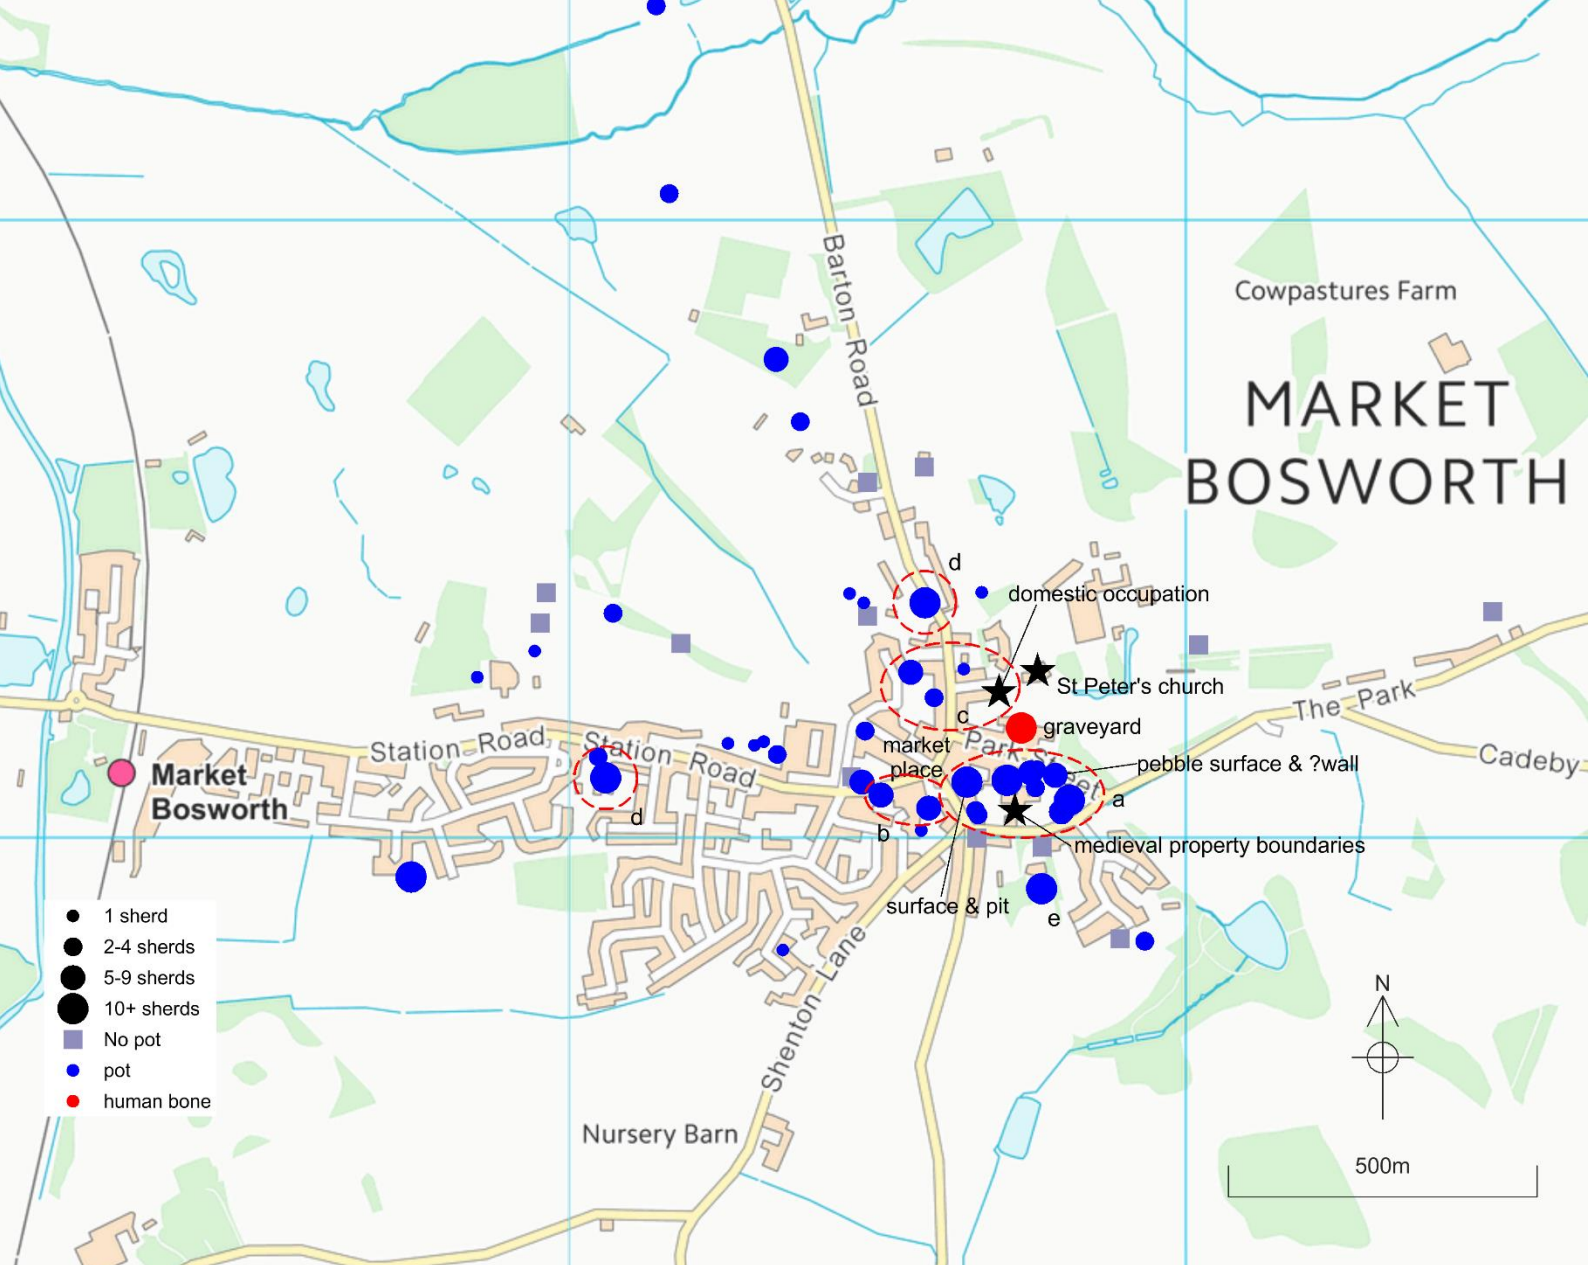 Barton Road
Cowpastures Farm
MARKET
BOSWORTH
d
domestic occupation
St Peter's church
c
graveyard
The Park
Station Road
Station Road
market
place
Park Street
pebble surface & ?wall
Cadeby
Market
Bosworth
a
d
b
medieval property boundaries
surface & pit
e
Shenton Lane
1 sherd
2-4 sherds
5-9 sherds
10+ sherds
No pot
pot
human bone
N
Nursery Barn
500m